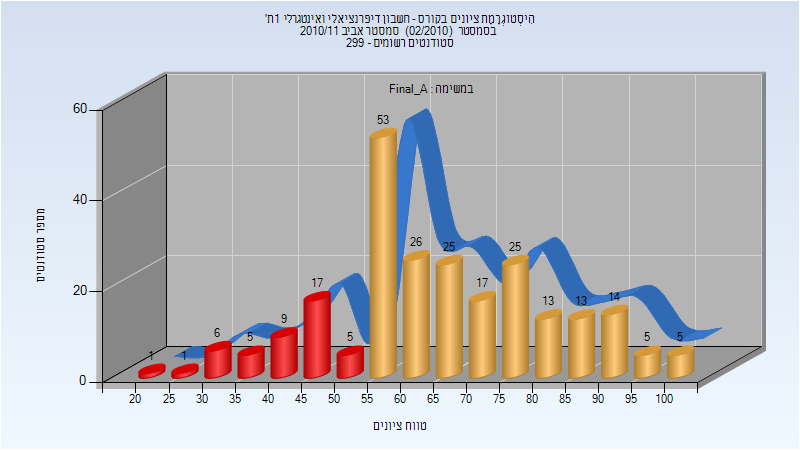 היסטוגרמת ציונים בקורס - חשבון דיפרנציאלי ואינטגרלי 1ת'
בסמסטר (02/2010) סמסטר אביב 2010/11
סטודנטים רשומים - 299
במשימה : Final_A
מספר סטודנטים
60
40
20
0
1 1 6 5 9 17 5 53 26 25 17 25 13 13 14 5 5
20 25 30 35 40 45 50 55 60 65 70 75 80 85 90 95 100
טווח ציונים